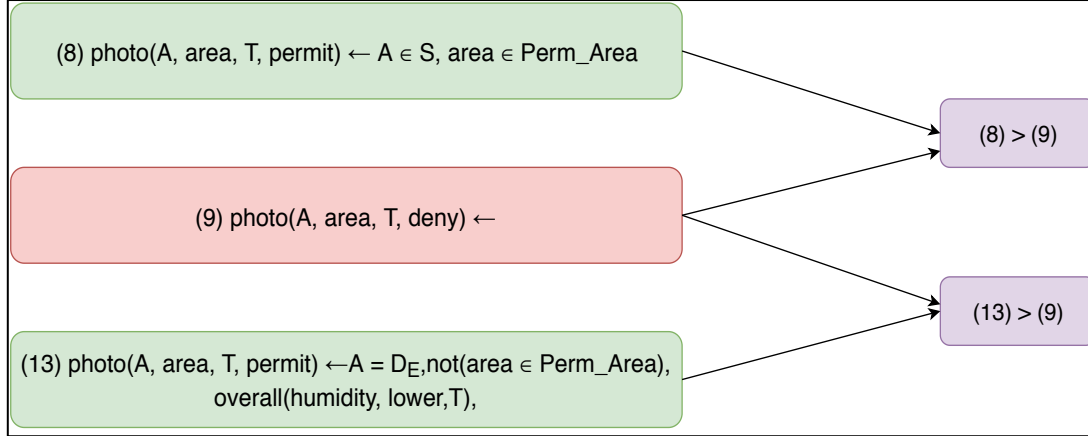 (8) photo(A, area, T, permit) ← A ∈ S, area ∈ Perm_Area
(8) > (9)
(9) photo(A, area, T, deny) ←
(13) > (9)
(13) photo(A, area, T, permit) ←A = D_E,not(area ∈ Perm_Area),
overall(humidity, lower,T),